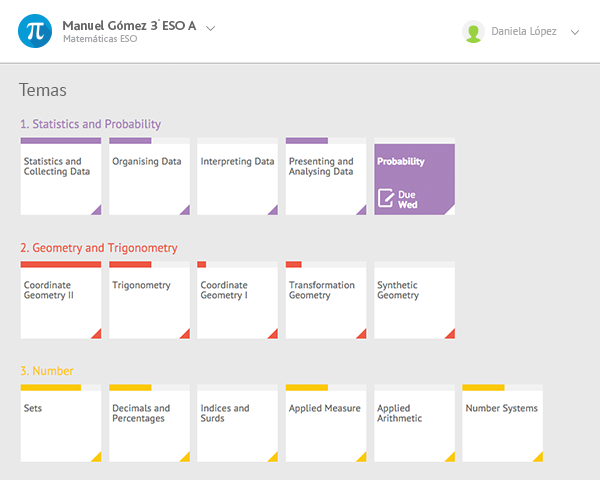 π
Manuel Gómez 3˚ ESO A
Matemáticas ESO
Daniela López
Temas
1. Statistics and Probability
Statistics and
Collecting Data
Organising Data
Interpreting Data
Presenting and
Analysing Data
Probability
Due
Wed
2. Geometry and Trigonometry
Coordinate
Geometry II
Trigonometry
Coordinate
Geometry I
Transformation
Geometry
Synthetic
Geometry
3. Number
Sets
Decimals and
Percentages
Indices and
Surds
Applied Measure
Applied
Arithmetic
Number Systems